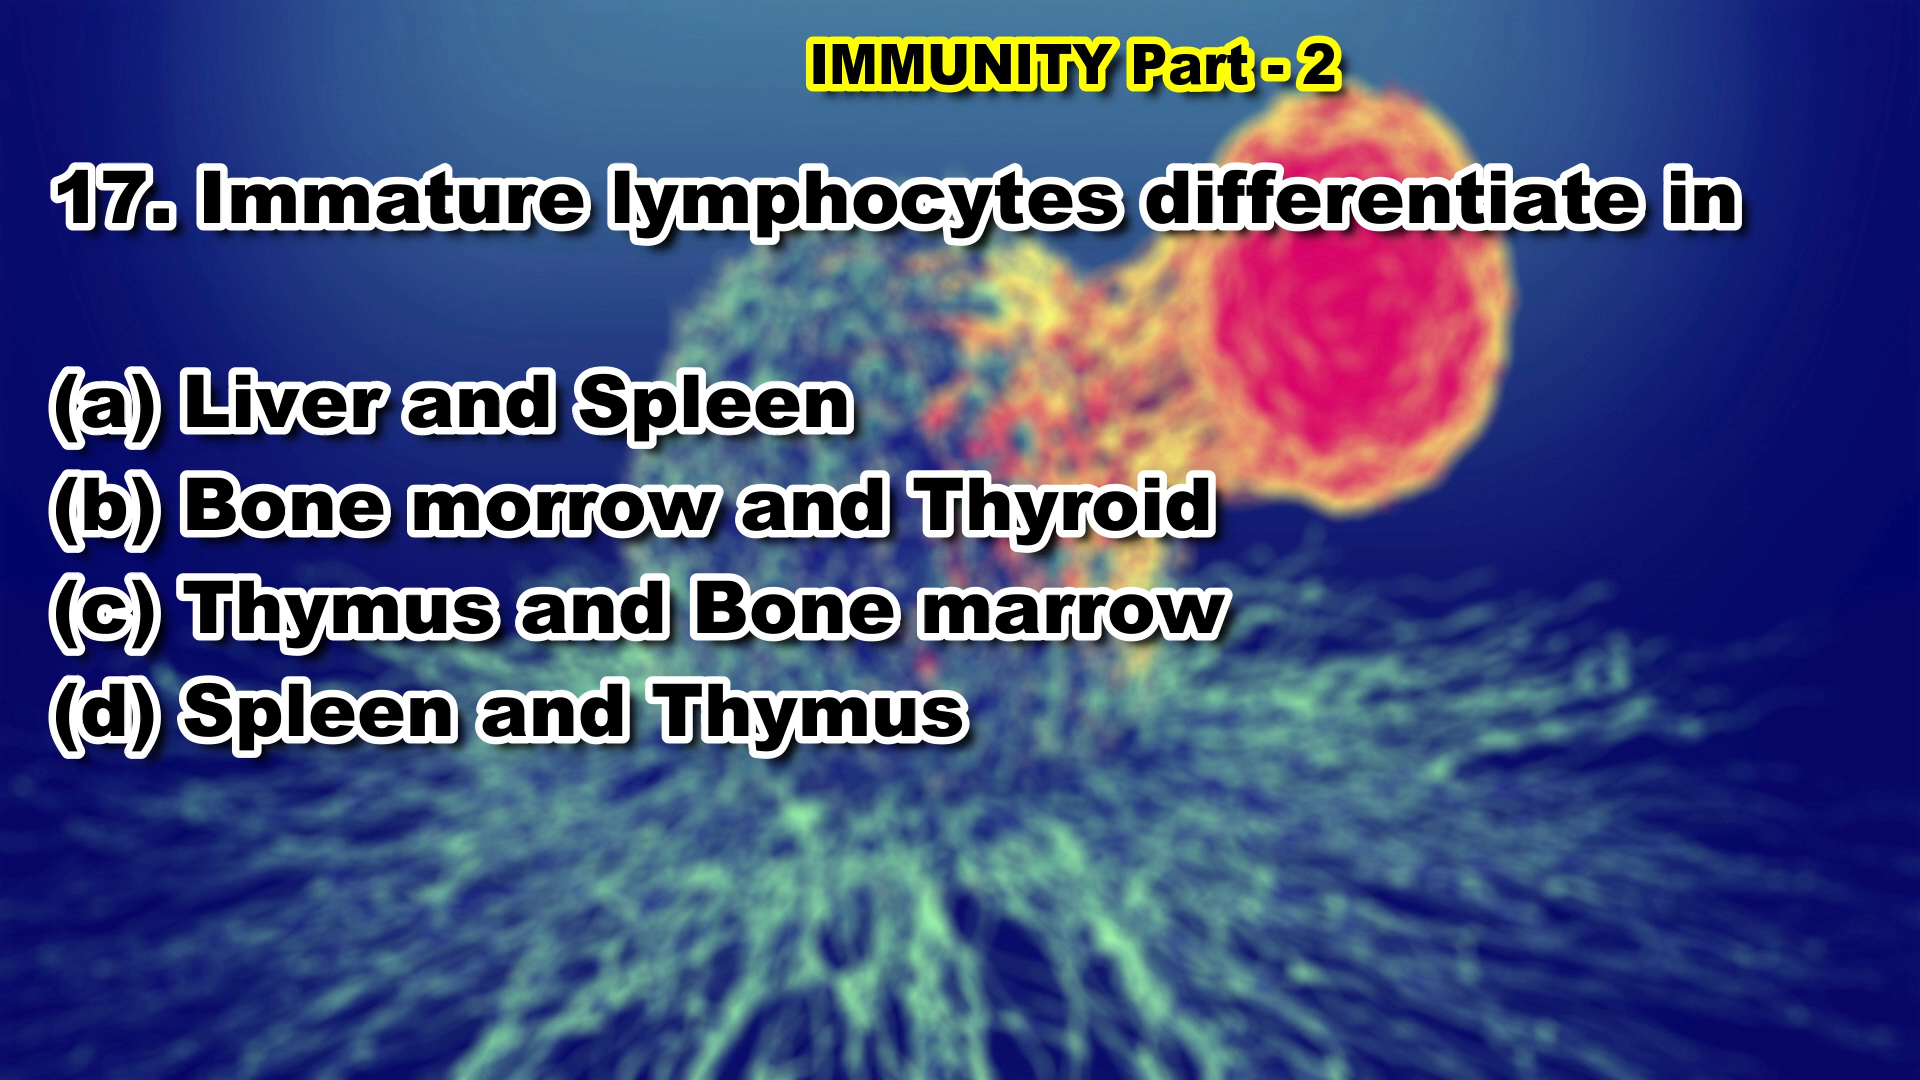 IMMUNITY Part - 2
17. Immature lymphocytes differentiate in
(a) Liver and Spleen
(b) Bone morrow and Thyroid
(c) Thymus and Bone marrow
(d) Spleen and Thymus